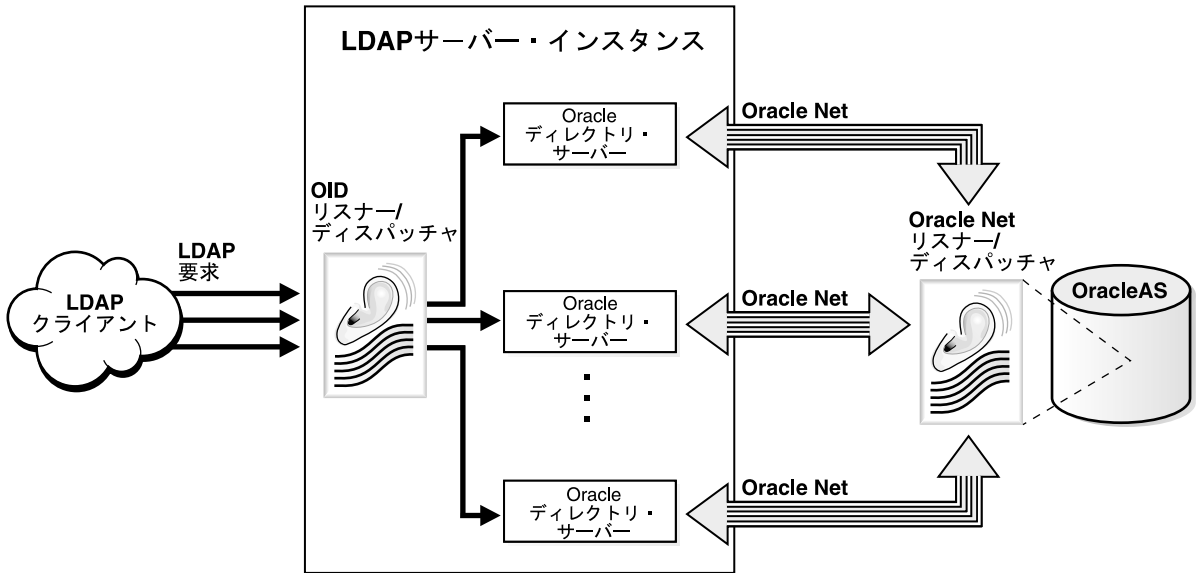 LDAPサーバー・インスタンス
Oracle
ディレクトリ・
サーバー
Oracle Net
OID
リスナー/
ディスパッチャ
Oracle Net
リスナー/
ディスパッチャ
LDAP
要求
LDAP
クライアント
Oracle
ディレクトリ・
サーバー
Oracle Net
OracleAS
Oracle
ディレクトリ・
サーバー
Oracle Net